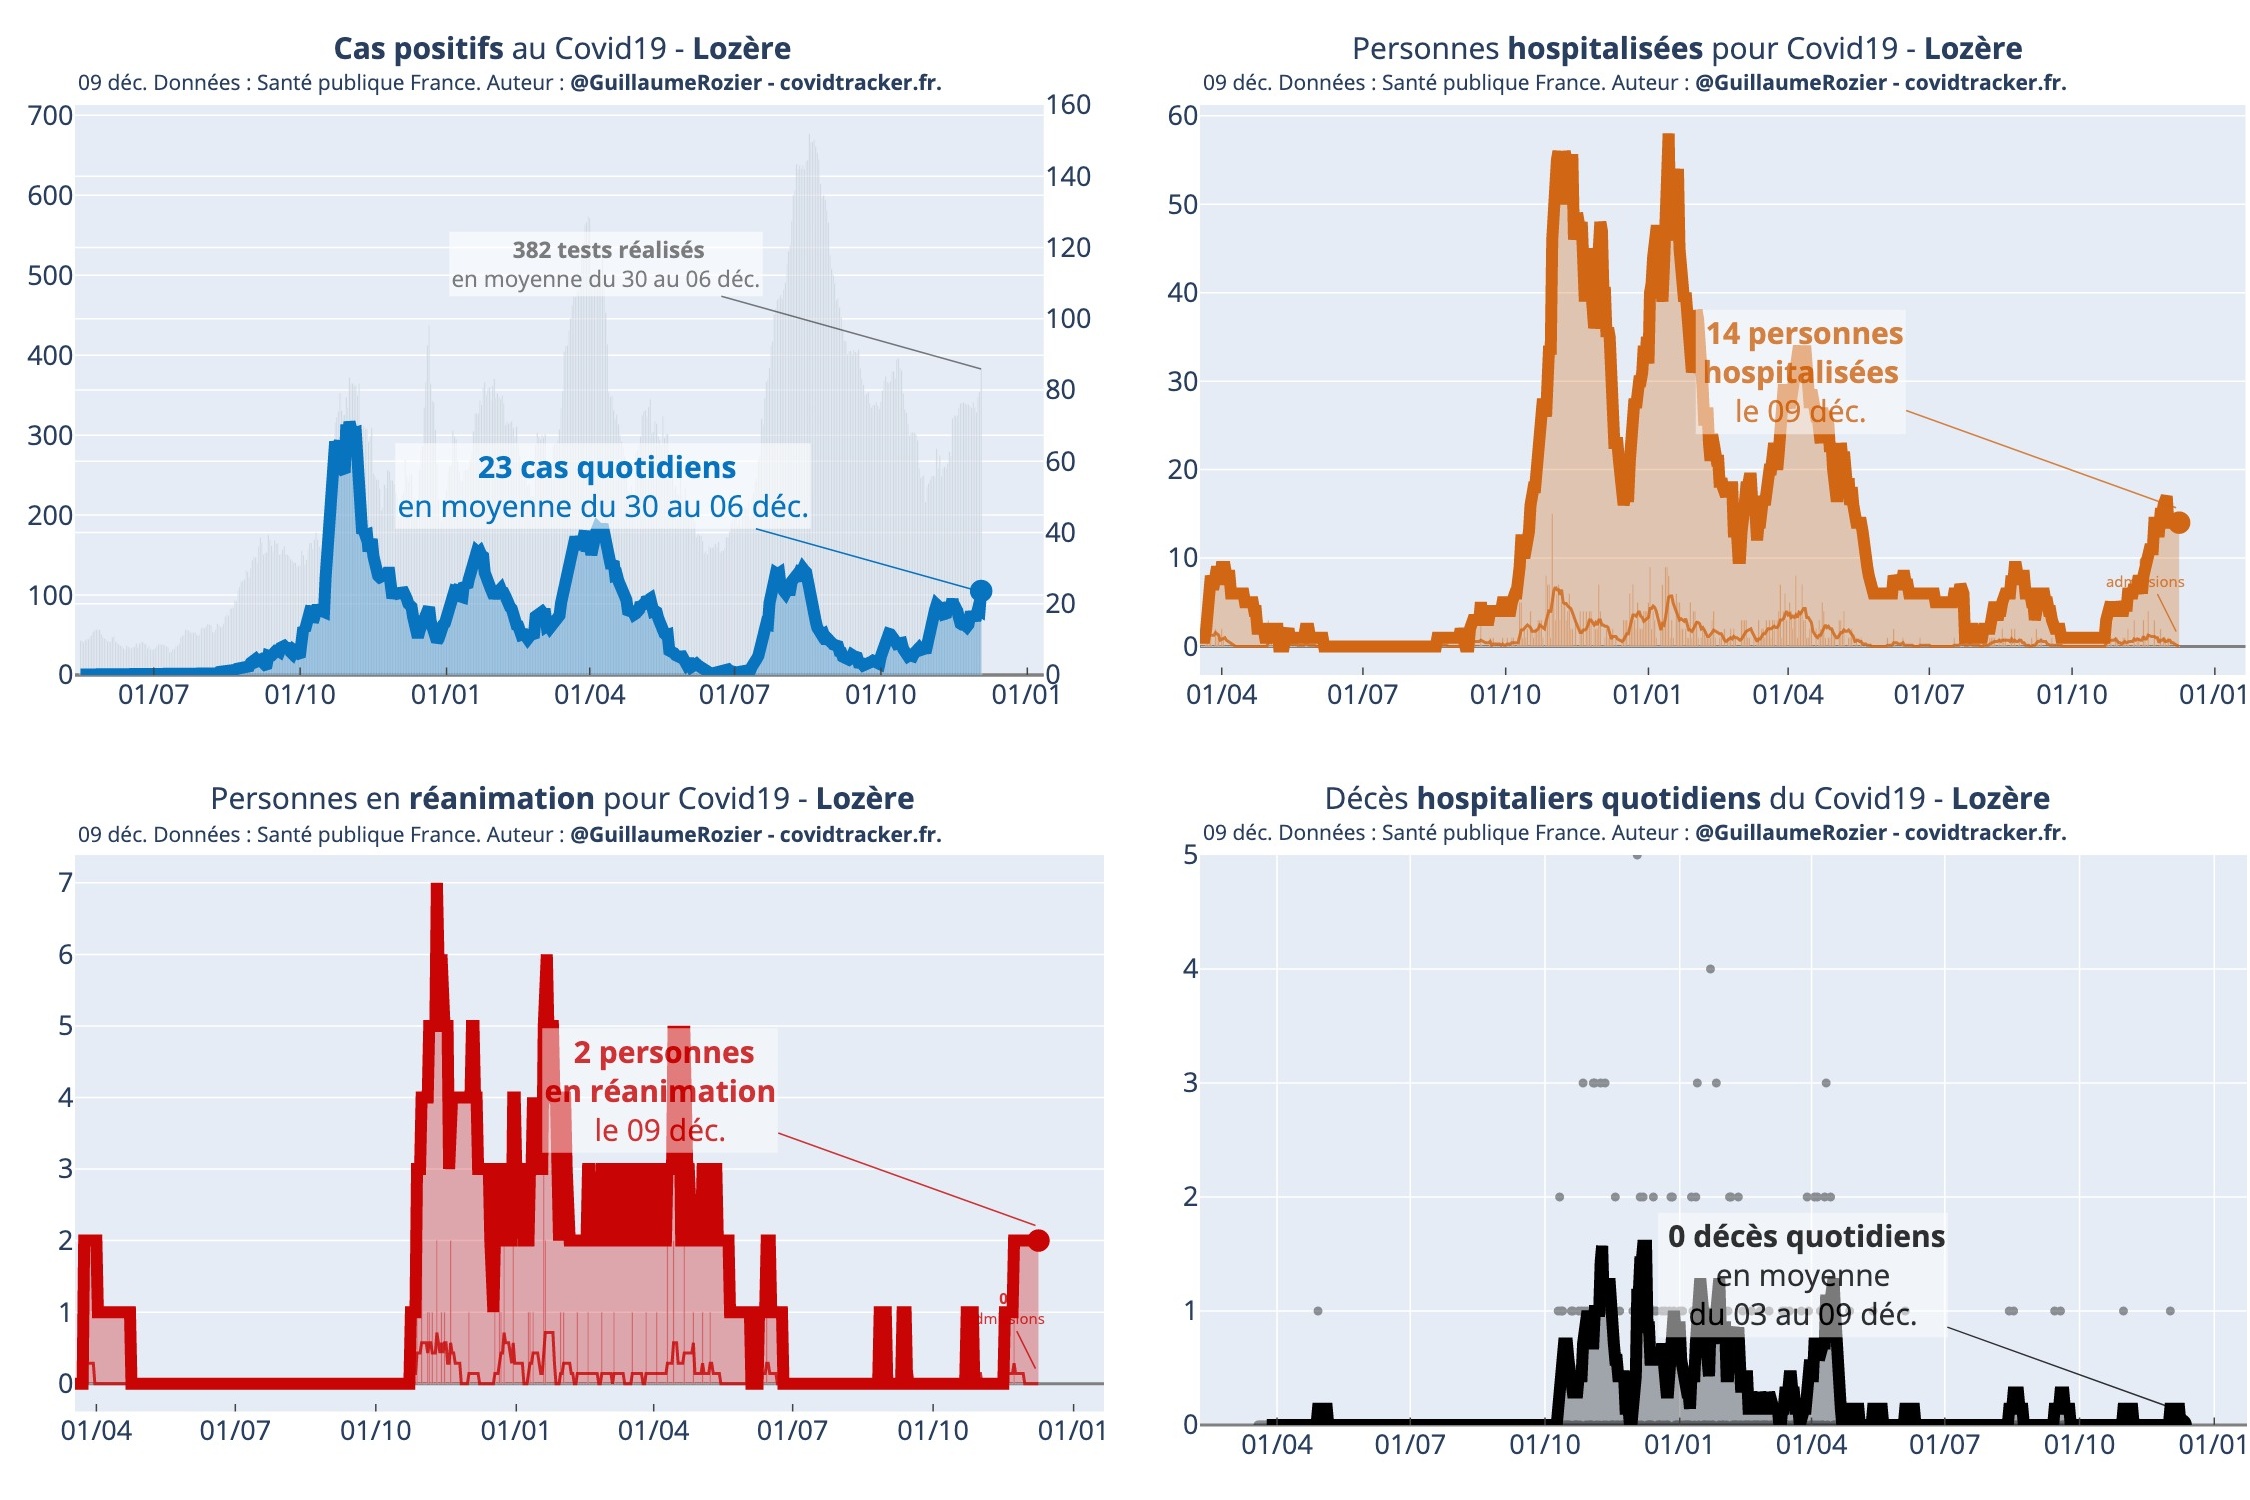 Cas positifs au Covid19 - Lozère
09 déc. Données : Santé publique France. Auteur : @GuillaumeRozier - covidtracker.fr.
700
600
500
400
300
200
100
0
160
140
120
100
80
60
40
20
0
382 tests réalisés
en moyenne du 30 au 06 déc.
23 cas quotidiens
en moyenne du 30 au 06 déc.
01/07 01/10 01/01 01/04 01/07 01/10 01/01
Personnes hospitalisées pour Covid19 - Lozère
09 déc. Données : Santé publique France. Auteur : @GuillaumeRozier - covidtracker.fr.
60
50
40
30
20
10
0
14 personnes
hospitalisées
le 09 déc.
admissions
01/04 01/07 01/10 01/01 01/04 01/07 01/10 01/01
Personnes en réanimation pour Covid19 - Lozère
09 déc. Données : Santé publique France. Auteur : @GuillaumeRozier - covidtracker.fr.
7
6
5
4
3
2
1
0
2 personnes
en réanimation
le 09 déc.
0
admissions
01/04 01/07 01/10 01/01 01/04 01/07 01/10 01/01
Décès hospitaliers quotidiens du Covid19 - Lozère
09 déc. Données : Santé publique France. Auteur : @GuillaumeRozier - covidtracker.fr.
5
4
3
2
1
0
0 décès quotidiens
en moyenne
du 03 au 09 déc.
01/04 01/07 01/10 01/01 01/04 01/07 01/10 01/01